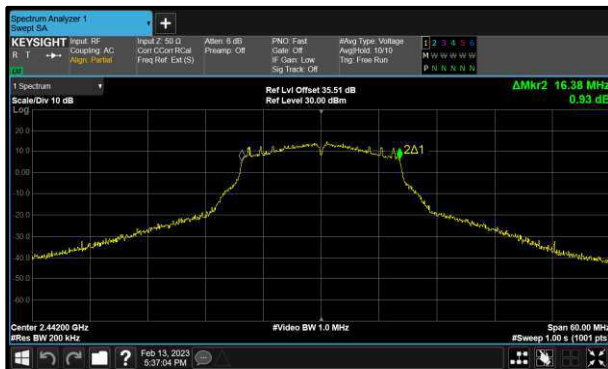 Spectrum Analyzer 1
Swept SA
KEYSIGHT
R T
Input: RF
Coupling: AC
Align: Partial
Input Z: 50 Ω
Corr CCorr RCal
Freq Ref: Ext (S)
Atten: 6 dB
Preamp: Off
PNO: Fast
Gate: Off
IF Gain: Low
Sig Track: Off
#Avg Type: Voltage
Avg|Hold: 10/10
Trig: Free Run
1 2 3 4 5 6
M W W W W W
P N N N N N
1 Spectrum
Scale/Div 10 dB
Ref Lvl Offset 35.51 dB
Ref Level 30.00 dBm
ΔMkr2 16.38 MHz
0.93 dB
Log
20.0
10.0
0.00
-10.0
-20.0
-30.0
-40.0
-50.0
-60.0
2Δ1
Center 2.44200 GHz
#Res BW 200 kHz
#Video BW 1.0 MHz
Span 60.00 MHz
#Sweep 1.00 s (1001 pts)
Feb 13, 2023
5:37:04 PM